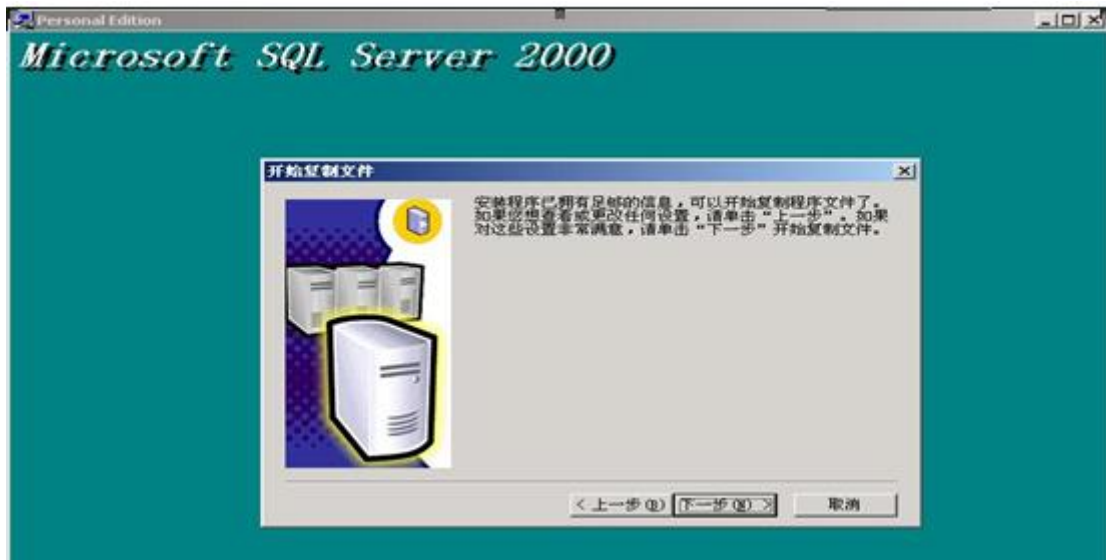 Personal Edition
Microsoft SQL Server 2000
开始复制文件
安装程序已拥有足够的信息，可以开始复制程序文件了。
如果您想查看或更改任何设置，请单击“上一步”。如果
对这些设置非常满意，请单击“下一步”开始复制文件。
< 上一步(B) 下一步(N) > 取消